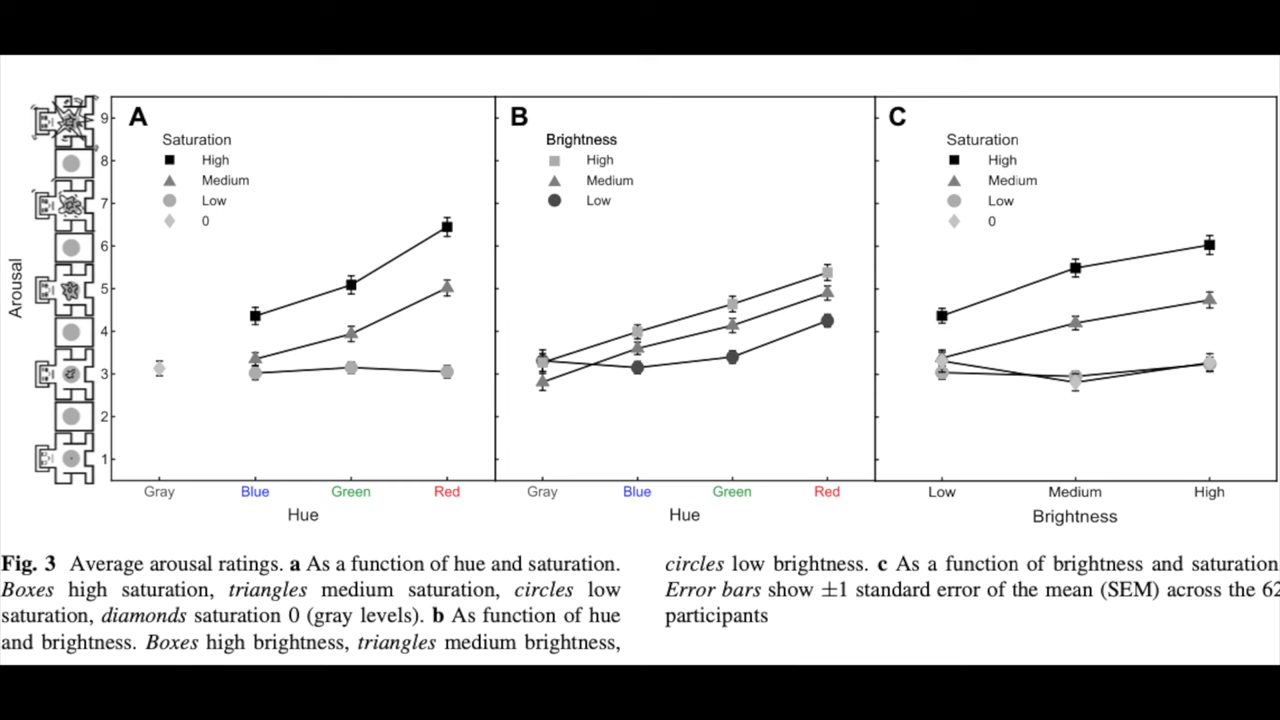 A
Saturation
High
Medium
Low
0
B
Brightness
High
Medium
Low
C
Saturation
High
Medium
Low
0
Arousal
9
8
7
6
5
4
3
2
1
Gray Blue Green Red
Hue
Gray Blue Green Red
Hue
Low Medium High
Brightness
Fig. 3 Average arousal ratings. a As a function of hue and saturation.
Boxes high saturation, triangles medium saturation, circles low
saturation, diamonds saturation 0 (gray levels). b As function of hue
and brightness. Boxes high brightness, triangles medium brightness,
circles low brightness. c As a function of brightness and saturation
Error bars show ±1 standard error of the mean (SEM) across the 62
participants